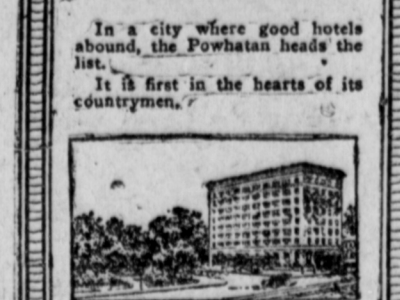 In a city where good hotels
abound, the Powhatan heads the
list.
It is first in the hearts of its
countrymen.